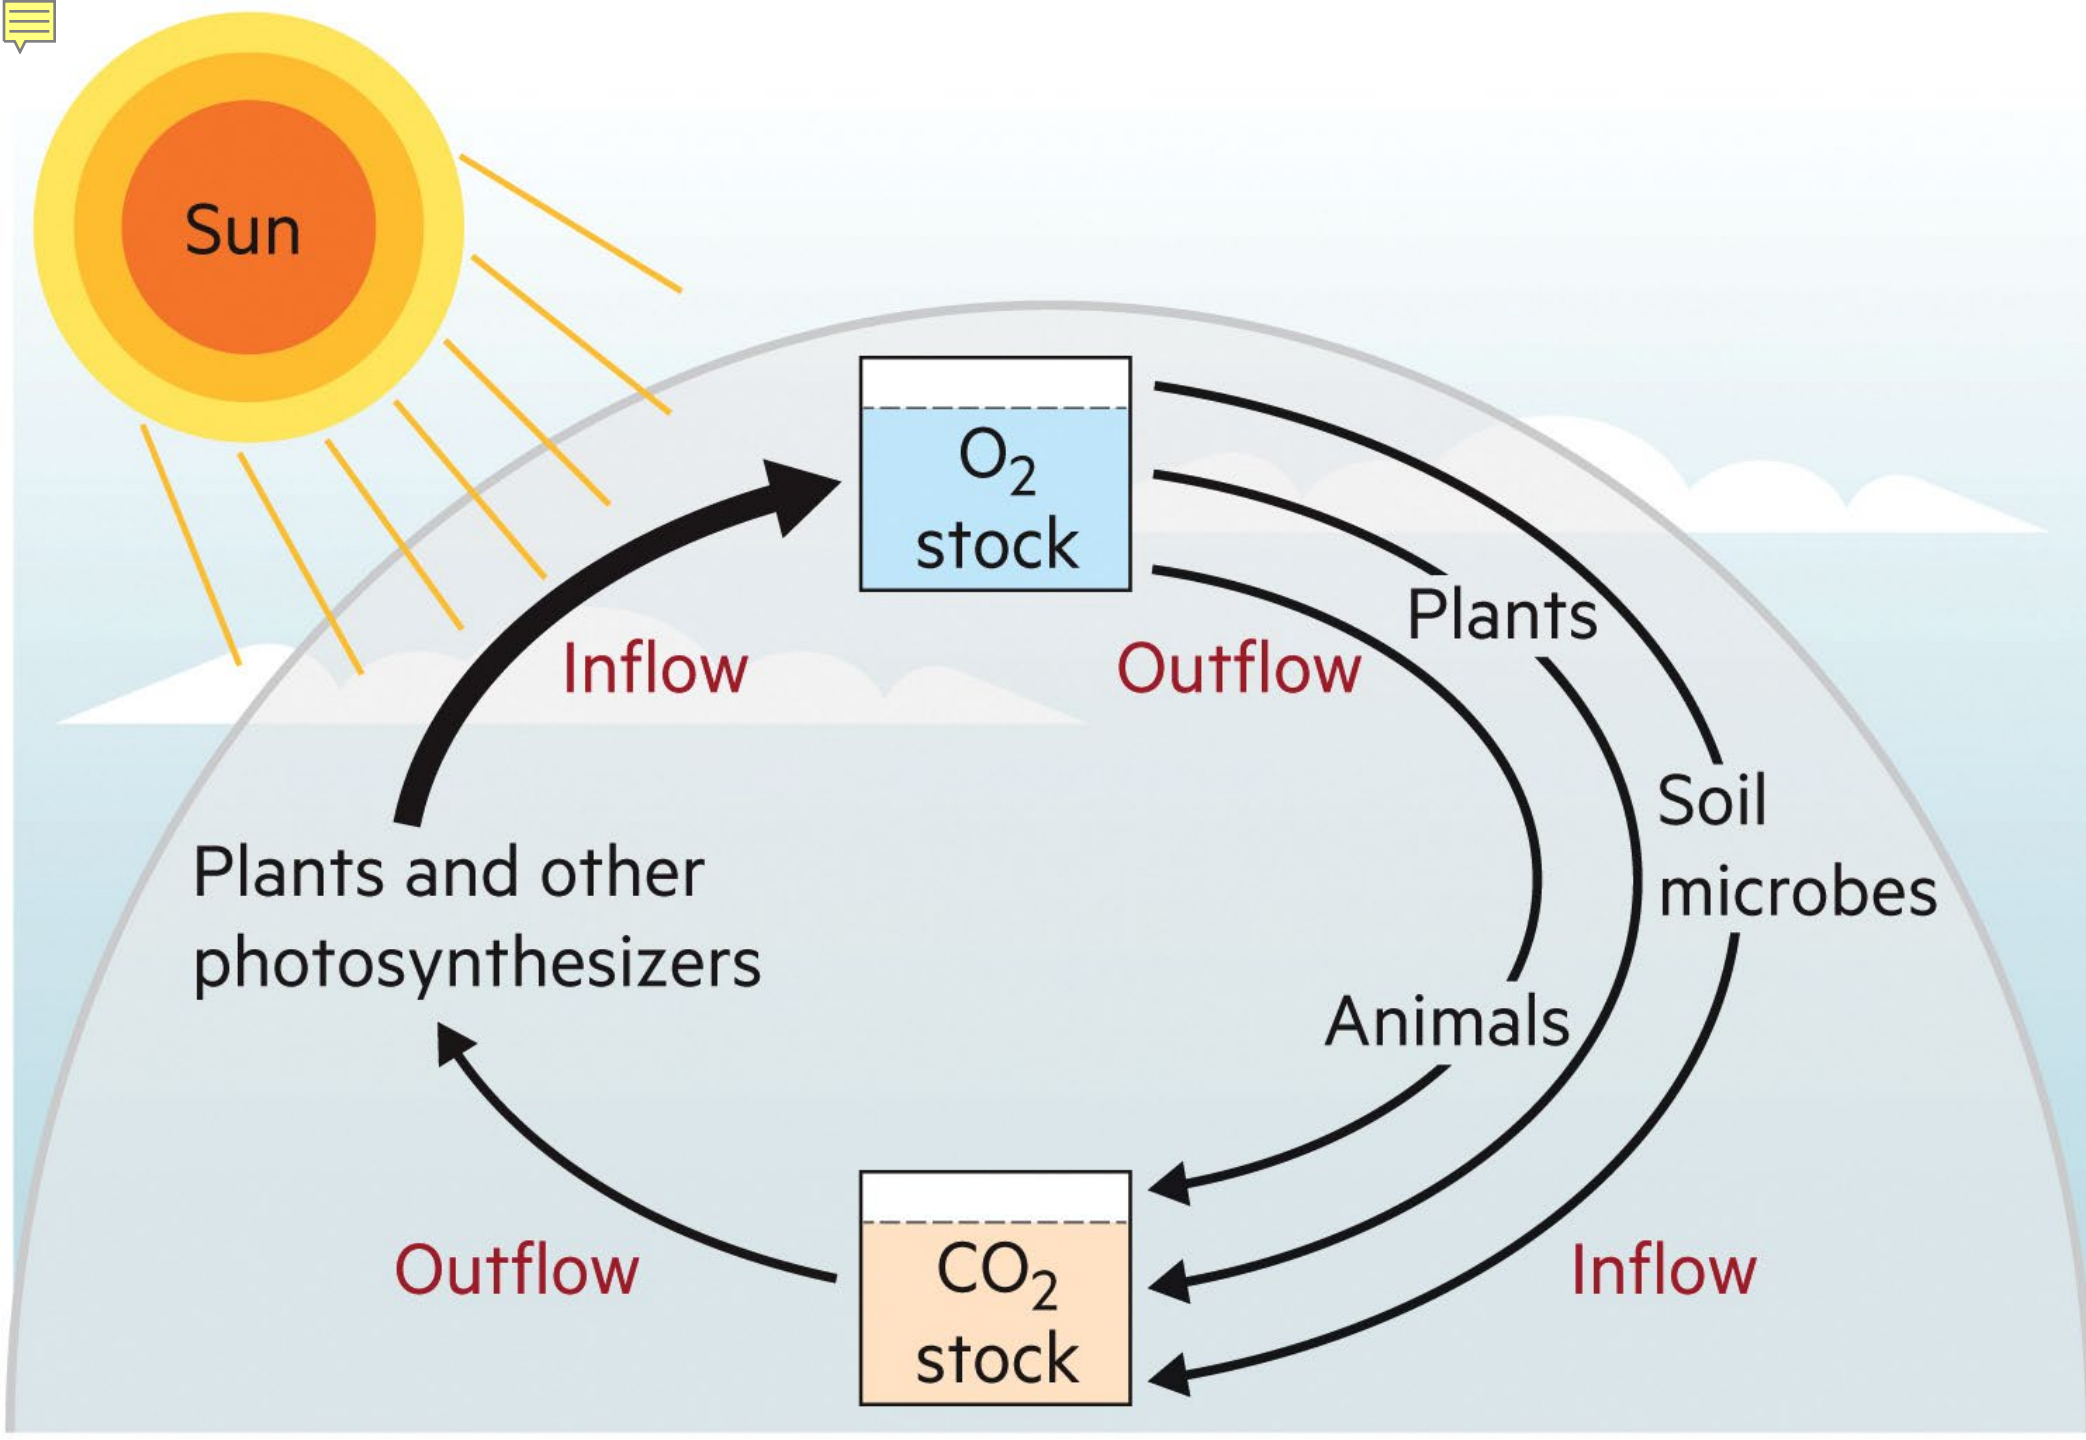 Sun
O₂
stock
Inflow
Outflow
Plants
Soil
microbes
Plants and other
photosynthesizers
Animals
Outflow
CO₂
stock
Inflow